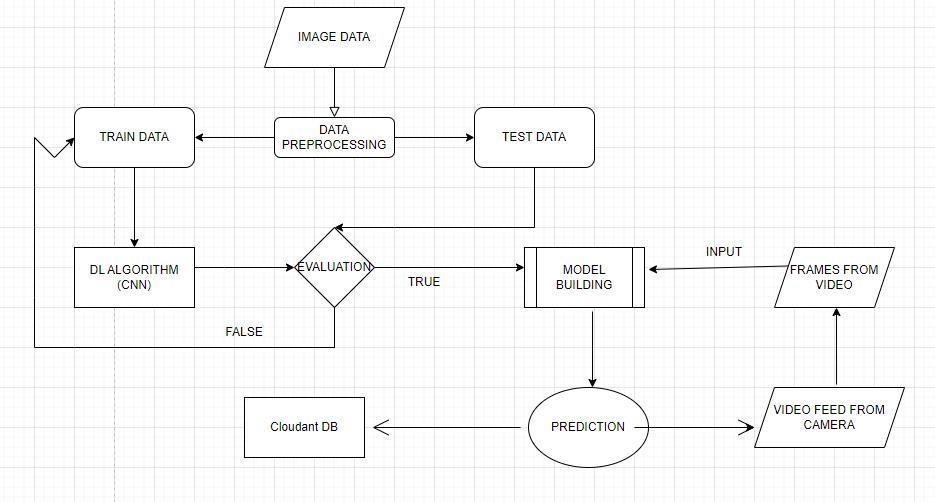 IMAGE DATA
TRAIN DATA
DATA
PREPROCESSING
TEST DATA
DL ALGORITHM
(CNN)
EVALUATION
TRUE
MODEL
BUILDING
INPUT
FRAMES FROM
VIDEO
FALSE
Cloudant DB
PREDICTION
VIDEO FEED FROM
CAMERA